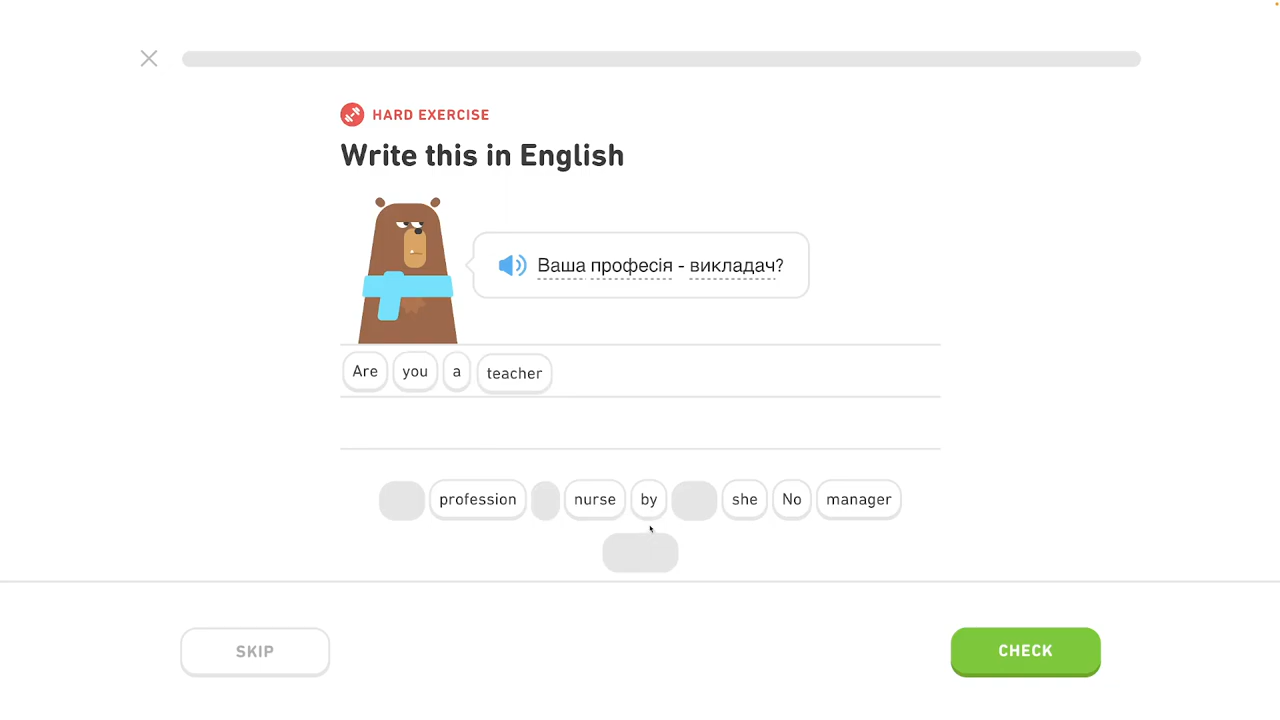 HARD EXERCISE
Write this in English
Ваша професія - викладач?
Are you a teacher
profession nurse by she No manager
SKIP CHECK